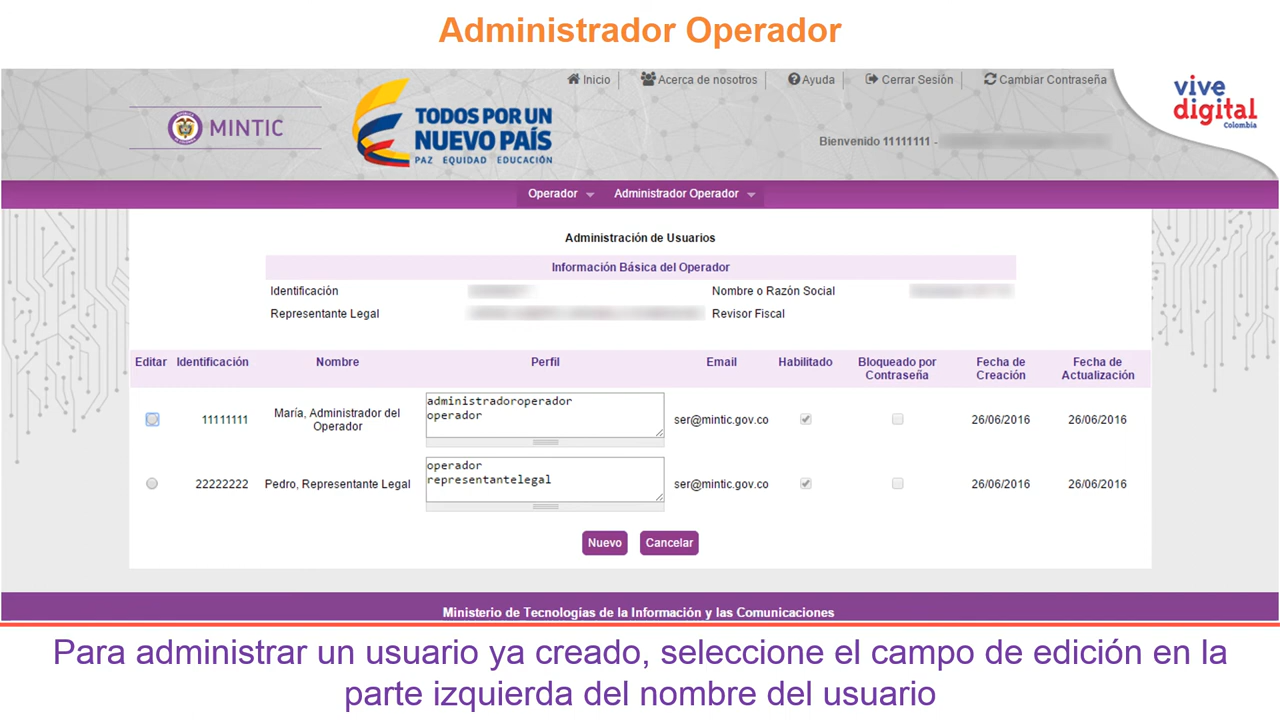 Administrador Operador
Inicio Acerca de nosotros Ayuda Cerrar Sesión Cambiar Contraseña
MINTIC
TODOS POR UN
NUEVO PAÍS
PAZ EQUIDAD EDUCACIÓN
vive
digital
Colombia
Bienvenido 11111111 -
Operador Administrador Operador
Administración de Usuarios
Información Básica del Operador
Identificación Nombre o Razón Social
Representante Legal Revisor Fiscal
Editar Identificación Nombre Perfil Email Habilitado Bloqueado por Contraseña Fecha de Creación Fecha de Actualización
11111111 María, Administrador del Operador administradoroperador operador ser@mintic.gov.co 26/06/2016 26/06/2016
22222222 Pedro, Representante Legal operador representantelegal ser@mintic.gov.co 26/06/2016 26/06/2016
Nuevo Cancelar
Ministerio de Tecnologías de la Información y las Comunicaciones
Para administrar un usuario ya creado, seleccione el campo de edición en la
parte izquierda del nombre del usuario